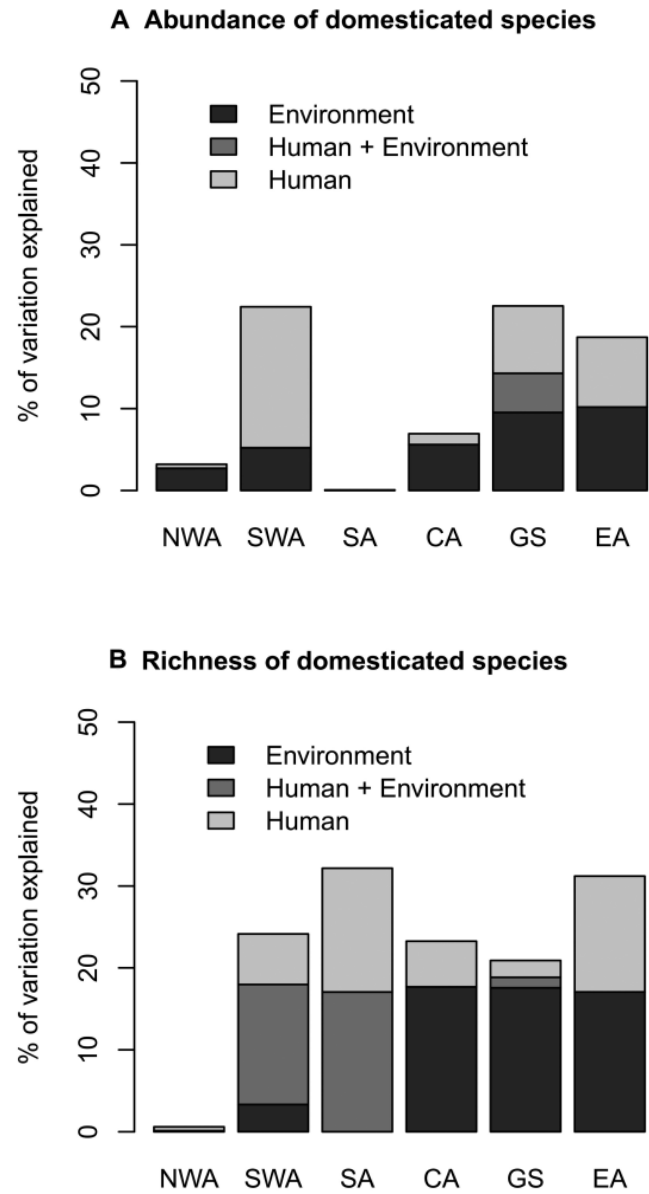 A Abundance of domesticated species
50
40
30
20
10
0
% of variation explained
Environment
Human + Environment
Human
NWA SWA SA CA GS EA
B Richness of domesticated species
50
40
30
20
10
0
% of variation explained
Environment
Human + Environment
Human
NWA SWA SA CA GS EA